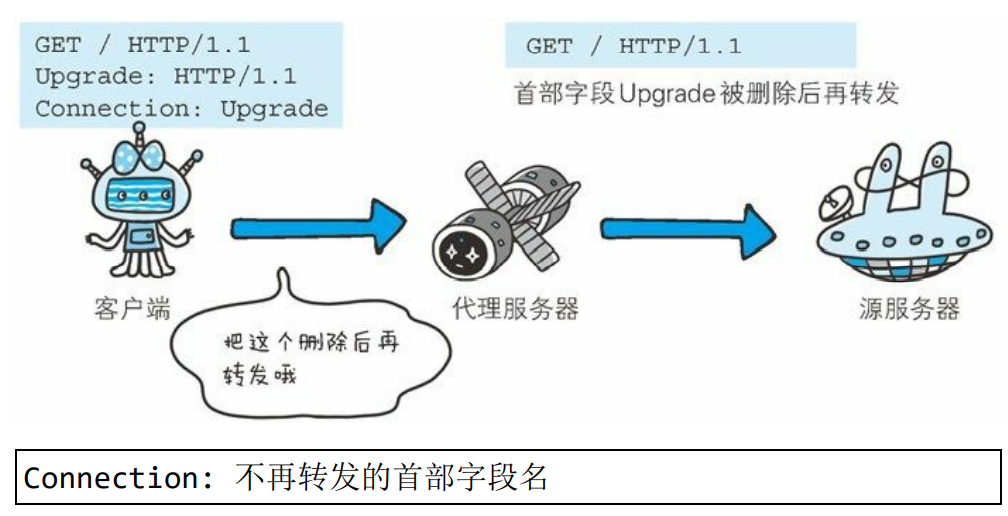 GET / HTTP/1.1
Upgrade: HTTP/1.1
Connection: Upgrade
GET / HTTP/1.1
首部字段Upgrade被删除后再转发
客户端
代理服务器
源服务器
把这个删除后再
转发哦
Connection: 不再转发的首部字段名